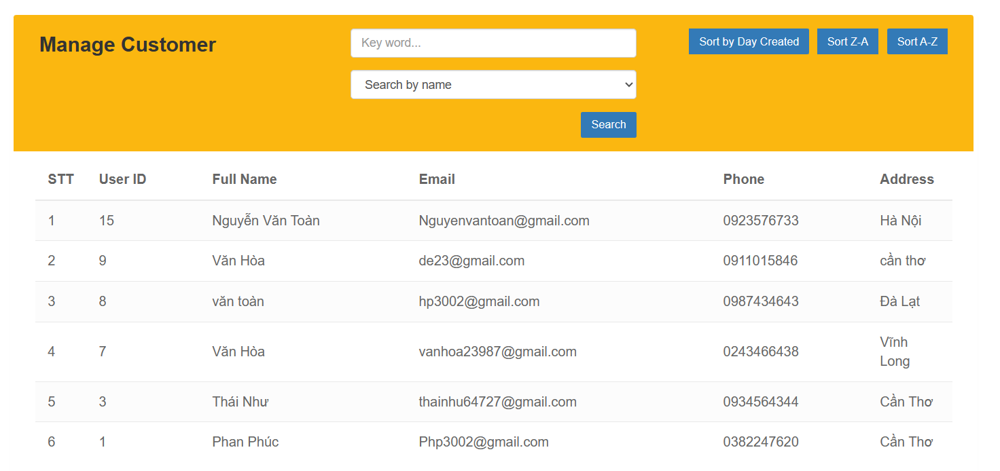 Manage Customer
Key word...
Sort by Day Created Sort Z-A Sort A-Z
Search by name
Search
STT User ID Full Name Email Phone Address
1 15 Nguyễn Văn Toàn Nguyenvantoan@gmail.com 0923576733 Hà Nội
2 9 Văn Hòa de23@gmail.com 0911015846 cần thơ
3 8 văn toàn hp3002@gmail.com 0987434643 Đà Lạt
4 7 Văn Hòa vanhoa23987@gmail.com 0243466438 Vĩnh
Long
5 3 Thái Như thainhu64727@gmail.com 0934564344 Cần Thơ
6 1 Phan Phúc Php3002@gmail.com 0382247620 Cần Thơ